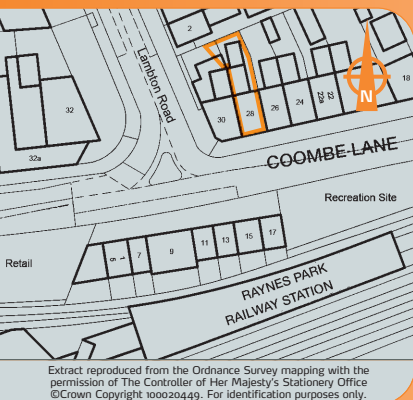 2
Lambton Road
32
32a
30
28
26
24
22a
22
18
N
COOMBE LANE
Recreation Site
Retail
5
1
7
9
11
13
15
17
RAYNES PARK
RAILWAY STATION
Extract reproduced from the Ordnance Survey mapping with the
permission of The Controller of Her Majesty's Stationery Office
©Crown Copyright 100020449. For identification purposes only.